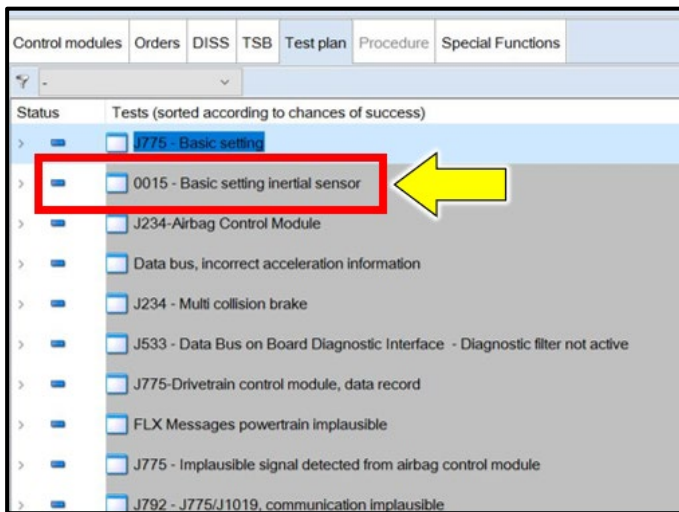 Control modules Orders DISS TSB Test plan Procedure Special Functions
-
Status Tests (sorted according to chances of success)
J775 - Basic setting
0015 - Basic setting inertial sensor
J234-Airbag Control Module
Data bus, incorrect acceleration information
J234 - Multi collision brake
J533 - Data Bus on Board Diagnostic Interface - Diagnostic filter not active
J775-Drivetrain control module, data record
FLX Messages powertrain implausible
J775 - Implausible signal detected from airbag control module
J792 - J775/J1019, communication implausible